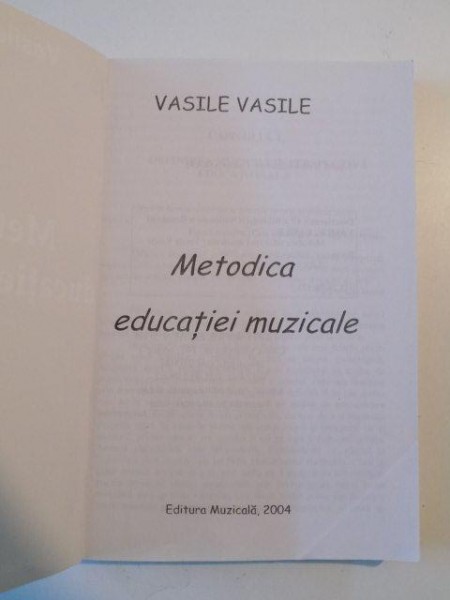 VASILE VASILE
Metodica
educației muzicale
Editura Muzicală, 2004